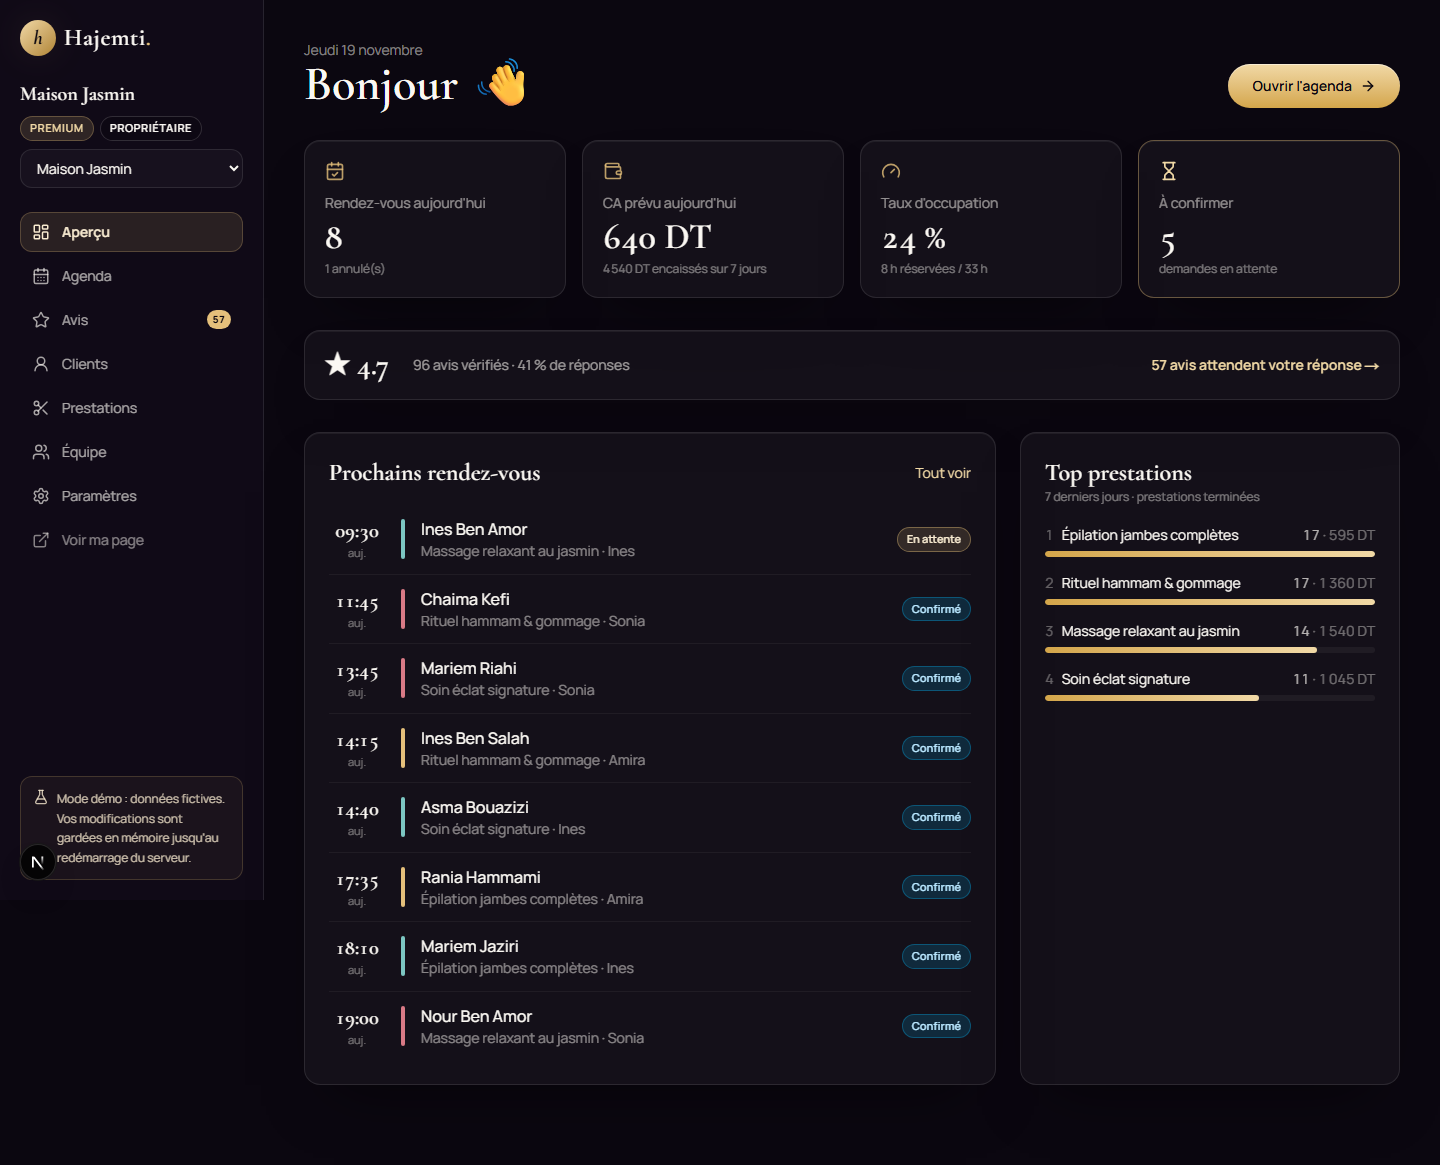 h Hajemti.
Maison Jasmin
PREMIUM PROPRIÉTAIRE
Maison Jasmin
Aperçu
Agenda
Avis 57
Clients
Prestations
Équipe
Paramètres
Voir ma page
Mode démo : données fictives.
Vos modifications sont
gardées en mémoire jusqu'au
redémarrage du serveur.
N
Jeudi 19 novembre
Bonjour 👋
Ouvrir l'agenda →
Rendez-vous aujourd'hui
8
1 annulé(s)
CA prévu aujourd'hui
640 DT
4 540 DT encaissés sur 7 jours
Taux d'occupation
24 %
8 h réservées / 33 h
À confirmer
5
demandes en attente
★ 4.7 96 avis vérifiés · 41 % de réponses
57 avis attendent votre réponse →
Prochains rendez-vous
Tout voir
09:30
auj.
Ines Ben Amor
Massage relaxant au jasmin · Ines
En attente
11:45
auj.
Chaima Kefi
Rituel hammam & gommage · Sonia
Confirmé
13:45
auj.
Mariem Riahi
Soin éclat signature · Sonia
Confirmé
14:15
auj.
Ines Ben Salah
Rituel hammam & gommage · Amira
Confirmé
14:40
auj.
Asma Bouazizi
Soin éclat signature · Ines
Confirmé
17:35
auj.
Rania Hammami
Épilation jambes complètes · Amira
Confirmé
18:10
auj.
Mariem Jaziri
Épilation jambes complètes · Ines
Confirmé
19:00
auj.
Nour Ben Amor
Massage relaxant au jasmin · Sonia
Confirmé
Top prestations
7 derniers jours · prestations terminées
1 Épilation jambes complètes 17 · 595 DT
2 Rituel hammam & gommage 17 · 1 360 DT
3 Massage relaxant au jasmin 14 · 1 540 DT
4 Soin éclat signature 11 · 1 045 DT